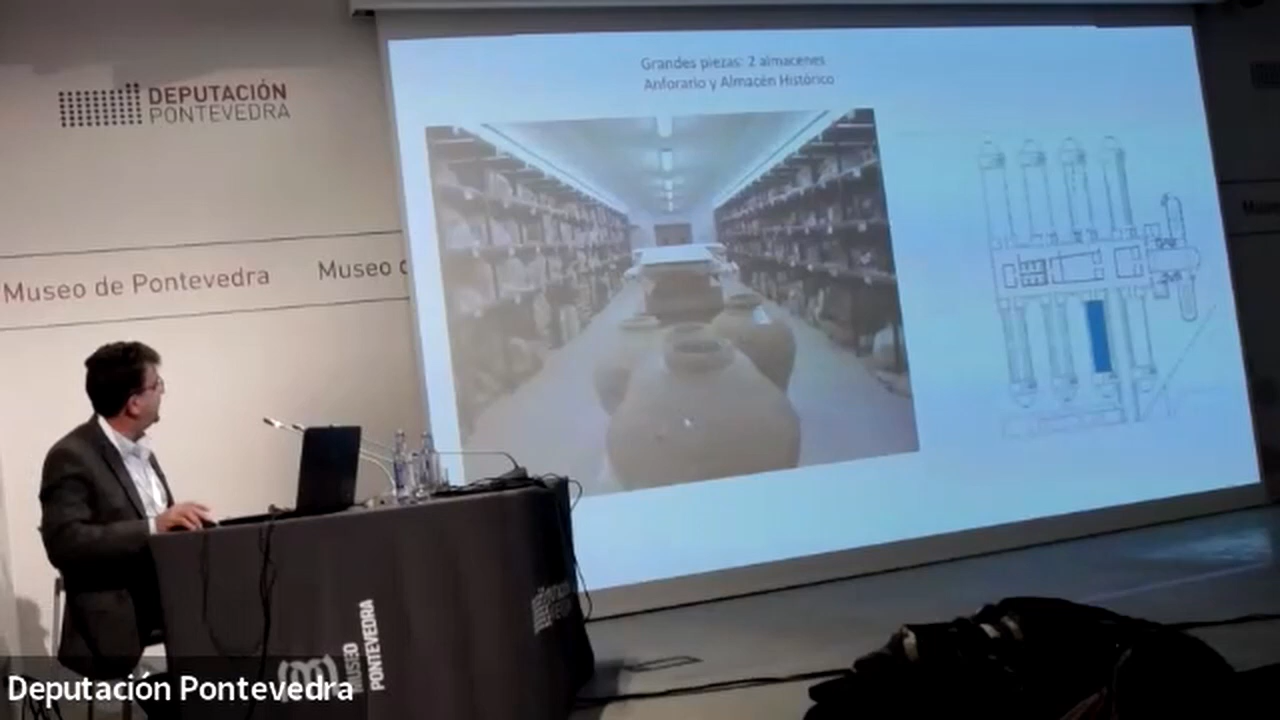 DEPUTACIÓN
PONTEVEDRA
Grandes piezas: 2 almacenes
Anforario y Almacén Histórico
Museo de Pontevedra
Museo
MUSEO
PONTEVEDRA
Deputación Pontevedra